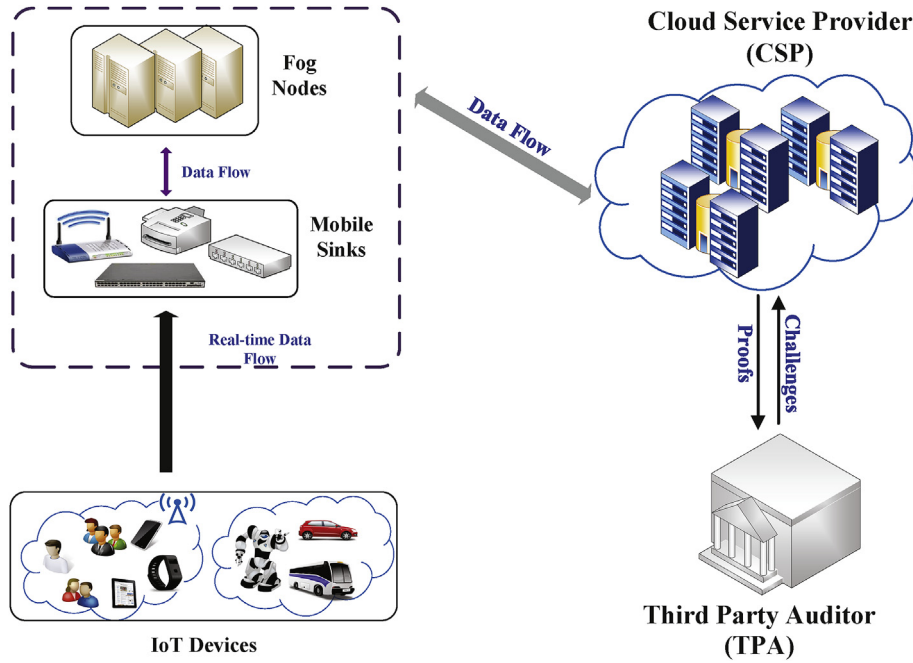 Fog
Nodes
Data Flow
Mobile
Sinks
Real-time Data
Flow
IoT Devices
Data Flow
Cloud Service Provider
(CSP)
Proofs
Challenges
Third Party Auditor
(TPA)